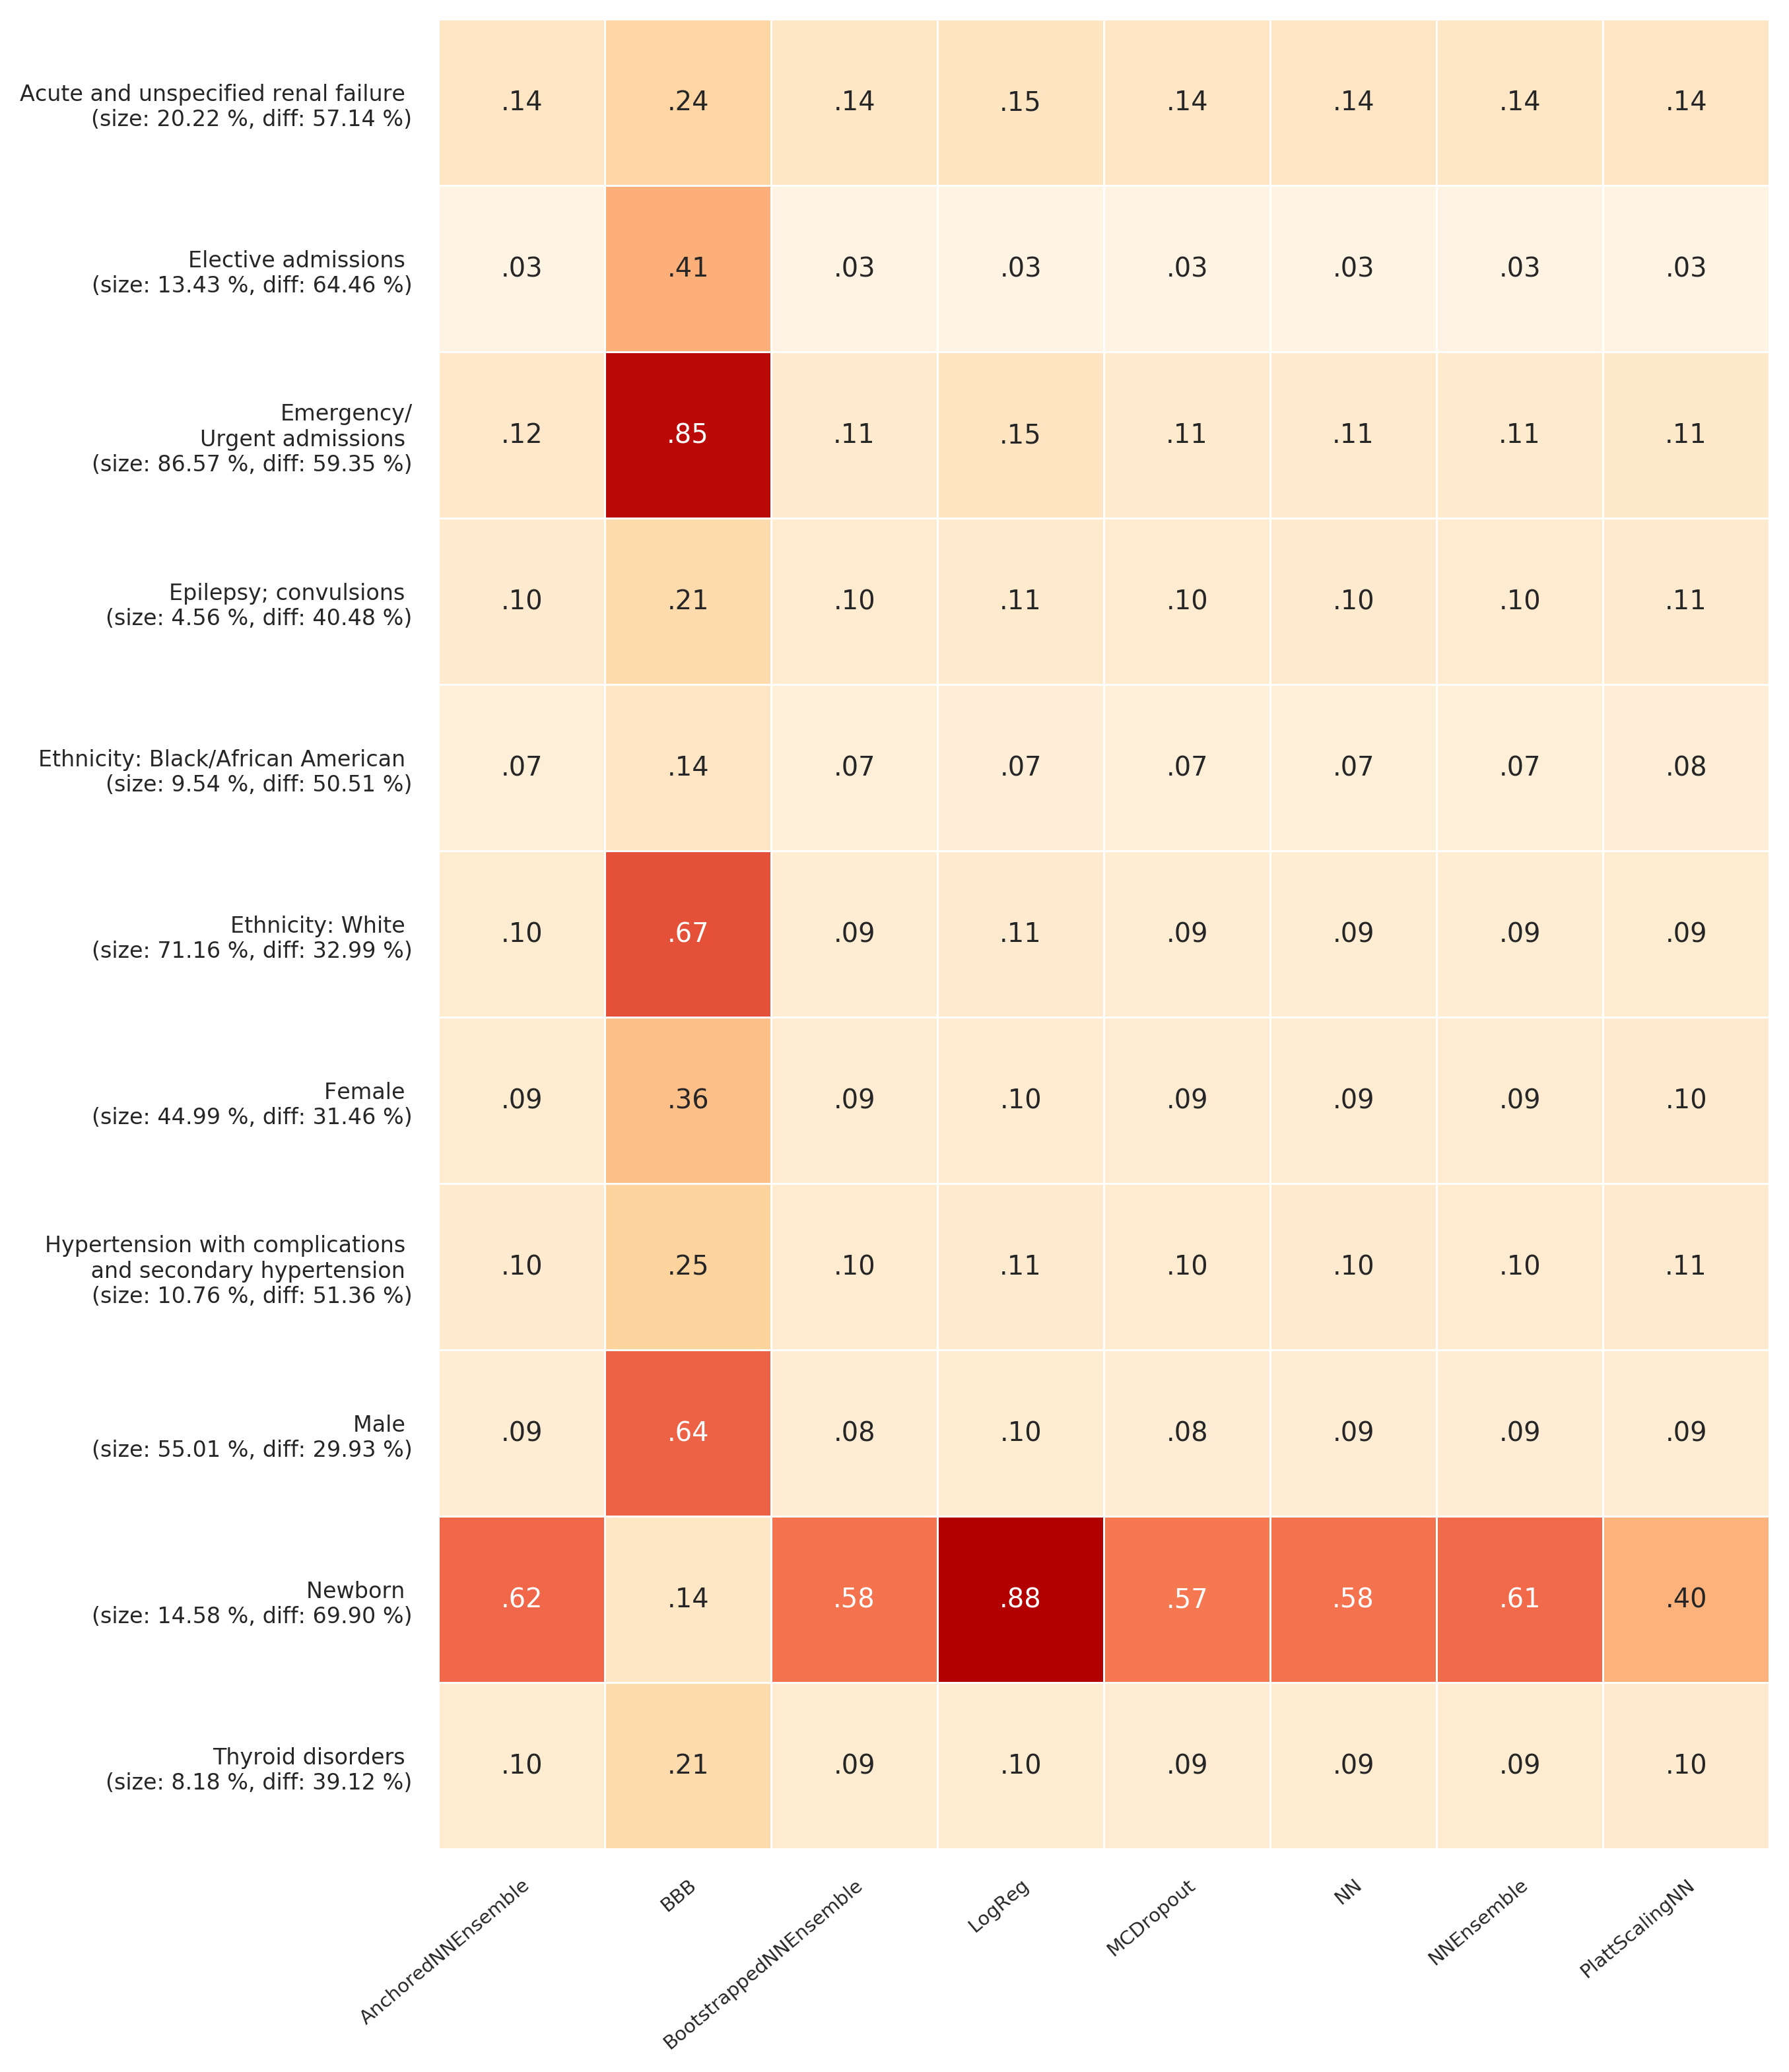 Acute and unspecified renal failure
(size: 20.22 %, diff: 57.14 %)
.14 .24 .14 .15 .14 .14 .14 .14
Elective admissions
(size: 13.43 %, diff: 64.46 %)
.03 .41 .03 .03 .03 .03 .03 .03
Emergency/
Urgent admissions
(size: 86.57 %, diff: 59.35 %)
.12 .85 .11 .15 .11 .11 .11 .11
Epilepsy; convulsions
(size: 4.56 %, diff: 40.48 %)
.10 .21 .10 .11 .10 .10 .10 .11
Ethnicity: Black/African American
(size: 9.54 %, diff: 50.51 %)
.07 .14 .07 .07 .07 .07 .07 .08
Ethnicity: White
(size: 71.16 %, diff: 32.99 %)
.10 .67 .09 .11 .09 .09 .09 .09
Female
(size: 44.99 %, diff: 31.46 %)
.09 .36 .09 .10 .09 .09 .09 .10
Hypertension with complications
and secondary hypertension
(size: 10.76 %, diff: 51.36 %)
.10 .25 .10 .11 .10 .10 .10 .11
Male
(size: 55.01 %, diff: 29.93 %)
.09 .64 .08 .10 .08 .09 .09 .09
Newborn
(size: 14.58 %, diff: 69.90 %)
.62 .14 .58 .88 .57 .58 .61 .40
Thyroid disorders
(size: 8.18 %, diff: 39.12 %)
.10 .21 .09 .10 .09 .09 .09 .10
AnchoredNNEnsemble
BBB
BootstrappedNNEnsemble
LogReg
MCDropout
NN
NNEnsemble
PlattScalingNN